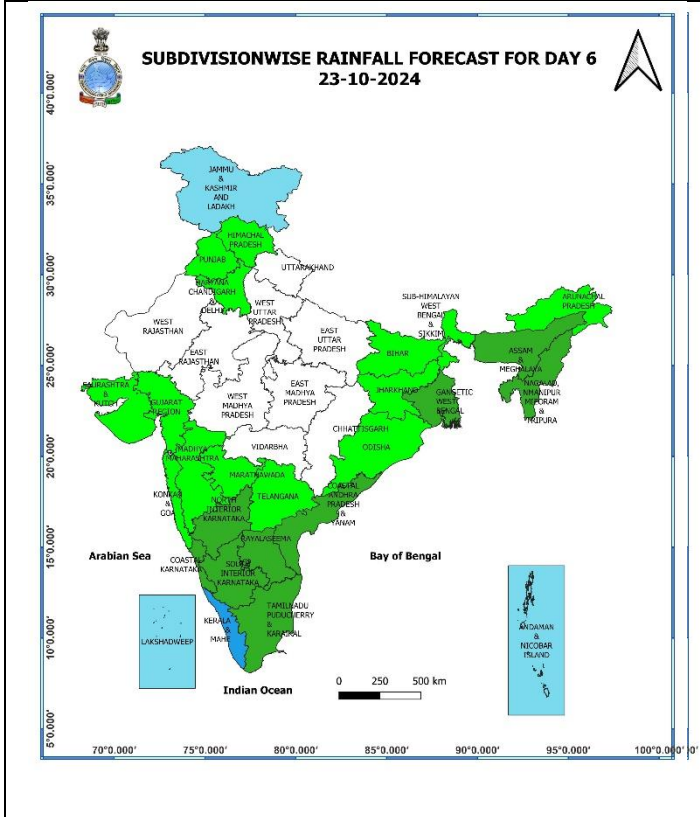 SUBDIVISIONWISE RAINFALL FORECAST FOR DAY 6
23-10-2024
40°0.000'
35°0.000'
30°0.000'
25°0.000'
20°0.000'
15°0.000'
10°0.000'
5°0.000'
JAMMU
&
KASHMIR
AND
LADAKH
HIMACHAL
PRADESH
PUNJAB
UTTARAKHAND
HARYANA
CHANDIGARH
&
DELHI
WEST
UTTAR
PRADESH
WEST
RAJASTHAN
EAST
RAJASTHAN
EAST
UTTAR
PRADESH
SUB-HIMALAYAN
WEST
BENGAL
&
SIKKIM
ARUNACHAL
PRADESH
ASSAM
&
MEGHALAYA
NAGALAND,
MANIPUR
MIZORAM
&
TRIPURA
BIHAR
JHARKHAND
GANGETIC
WEST
BENGAL
SAURASHTRA
&
KUTCH
GUJARAT
REGION
WEST
MADHYA
PRADESH
EAST
MADHYA
PRADESH
CHHATTISGARH
ODISHA
VIDARBHA
MADHYA
MAHARASHTRA
MARATHAWADA
KONKAN
&
GOA
TELANGANA
NORTH
INTERIOR
KARNATAKA
COASTAL
ANDHRA
PRADESH
&
YANAM
RAYALASEEMA
COASTAL
KARNATAKA
SOUTH
INTERIOR
KARNATAKA
TAMILNADU
PUDUCHERRY
&
KARAIKAL
KERALA
&
MAHE
LAKSHADWEEP
ANDAMAN
&
NICOBAR
ISLAND
Arabian Sea
Bay of Bengal
Indian Ocean
0 250 500 km
70°0.000' 75°0.000' 80°0.000' 85°0.000' 90°0.000' 95°0.000' 100°0.000'